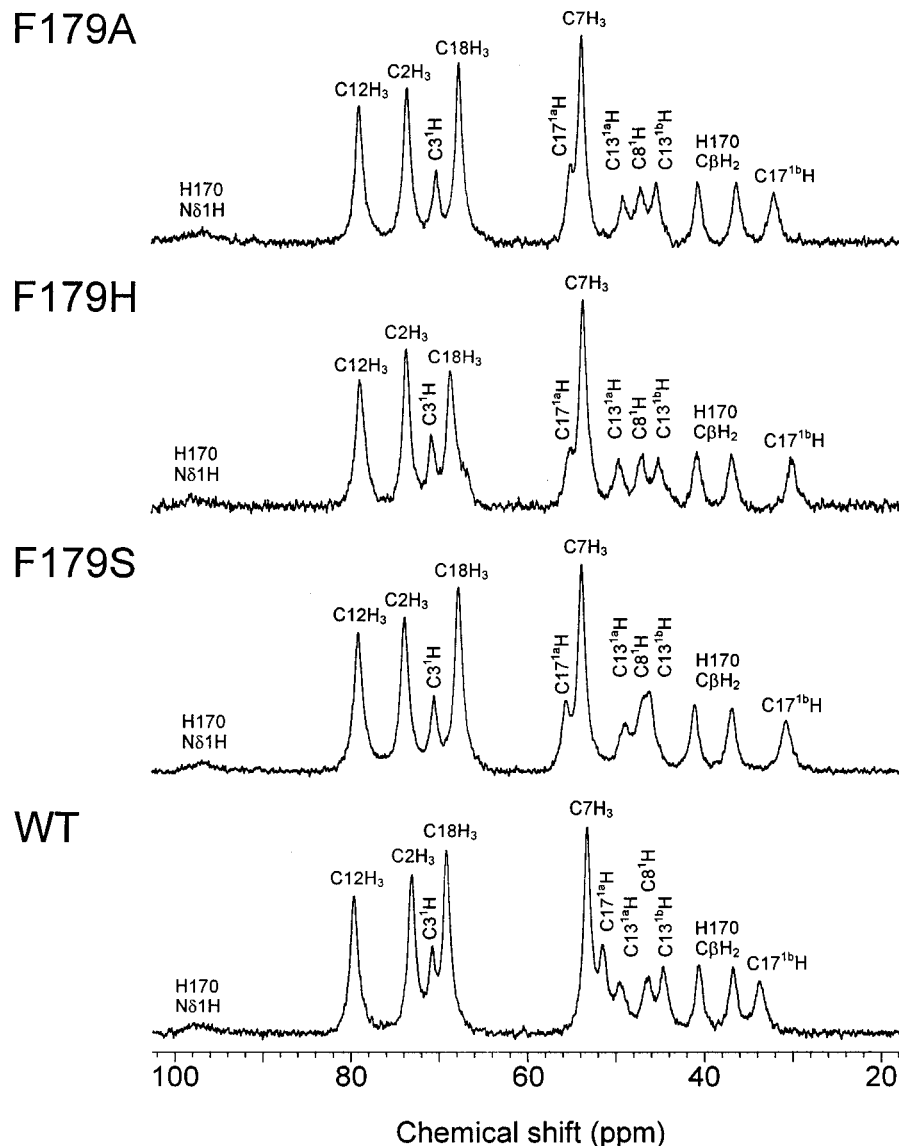 F179A
C7H₃
C18H₃
C2H₃
C12H₃
C3¹H
C17¹ᵃH
C13¹ᵃH
C8¹H
C13¹ᵇH
H170
CβH₂
C17¹ᵇH
H170
Nδ1H
F179H
C7H₃
C2H₃
C18H₃
C12H₃
C3¹H
C17¹ᵃH
C13¹ᵃH
C8¹H
C13¹ᵇH
H170
CβH₂
C17¹ᵇH
H170
Nδ1H
F179S
C7H₃
C18H₃
C2H₃
C12H₃
C3¹H
C17¹ᵃH
C13¹ᵃH
C8¹H
C13¹ᵇH
H170
CβH₂
C17¹ᵇH
H170
Nδ1H
WT
C7H₃
C18H₃
C2H₃
C12H₃
C3¹H
C17¹ᵃH
C13¹ᵃH
C8¹H
C13¹ᵇH
H170
CβH₂
C17¹ᵇH
H170
Nδ1H
100 80 60 40 20
Chemical shift (ppm)